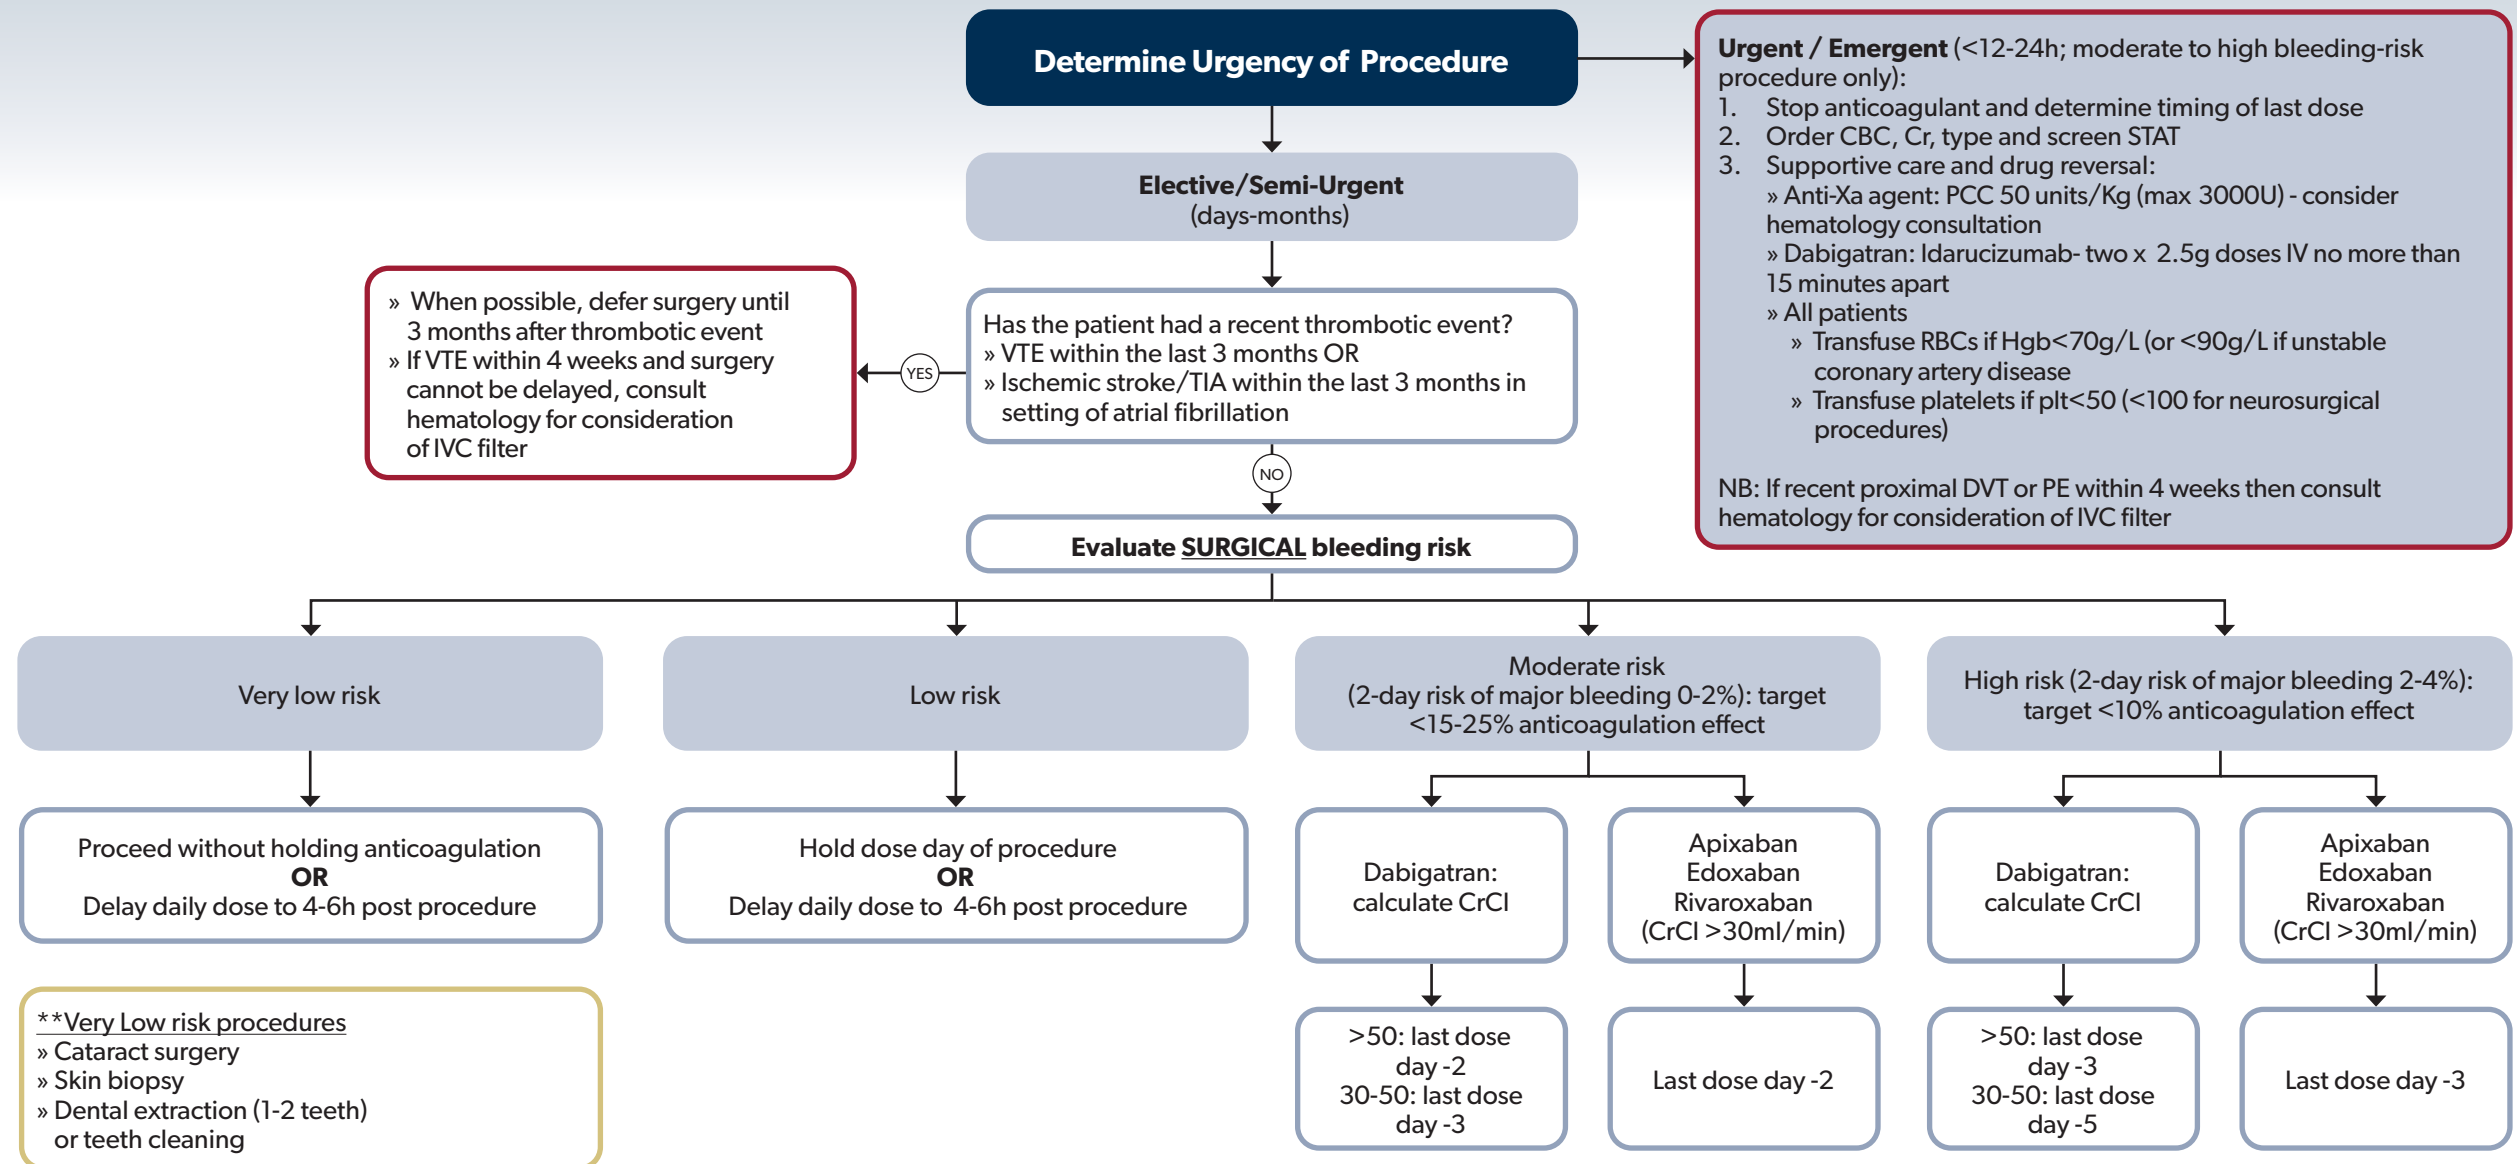 Determine Urgency of Procedure
Urgent / Emergent (<12-24h; moderate to high bleeding-risk
procedure only):
1. Stop anticoagulant and determine timing of last dose
2. Order CBC, Cr, type and screen STAT
3. Supportive care and drug reversal:
» Anti-Xa agent: PCC 50 units/Kg (max 3000U) - consider
hematology consultation
» Dabigatran: Idarucizumab- two x 2.5g doses IV no more than
15 minutes apart
» All patients
» Transfuse RBCs if Hgb<70g/L (or <90g/L if unstable
coronary artery disease
» Transfuse platelets if plt<50 (<100 for neurosurgical
procedures)
NB: If recent proximal DVT or PE within 4 weeks then consult
hematology for consideration of IVC filter
Elective/Semi-Urgent
(days-months)
Has the patient had a recent thrombotic event?
» VTE within the last 3 months OR
» Ischemic stroke/TIA within the last 3 months in
setting of atrial fibrillation
YES
» When possible, defer surgery until
3 months after thrombotic event
» If VTE within 4 weeks and surgery
cannot be delayed, consult
hematology for consideration
of IVC filter
NO
Evaluate SURGICAL bleeding risk
Very low risk
Low risk
Moderate risk
(2-day risk of major bleeding 0-2%): target
<15-25% anticoagulation effect
High risk (2-day risk of major bleeding 2-4%):
target <10% anticoagulation effect
Proceed without holding anticoagulation
OR
Delay daily dose to 4-6h post procedure
Hold dose day of procedure
OR
Delay daily dose to 4-6h post procedure
Dabigatran:
calculate CrCl
Apixaban
Edoxaban
Rivaroxaban
(CrCl >30ml/min)
Dabigatran:
calculate CrCl
Apixaban
Edoxaban
Rivaroxaban
(CrCl >30ml/min)
**Very Low risk procedures
» Cataract surgery
» Skin biopsy
» Dental extraction (1-2 teeth)
or teeth cleaning
>50: last dose
day -2
30-50: last dose
day -3
Last dose day -2
>50: last dose
day -3
30-50: last dose
day -5
Last dose day -3